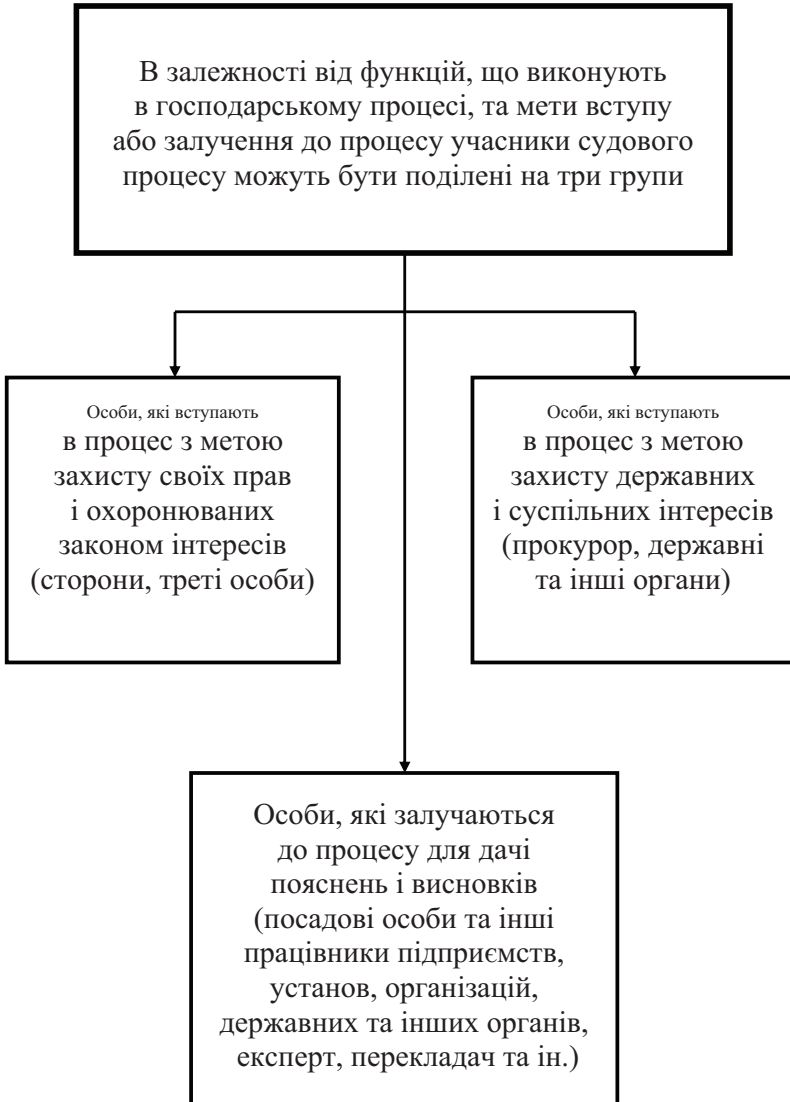 В залежності від функцій, що виконують
в господарському процесі, та мети вступу
або залучення до процесу учасники судового
процесу можуть бути поділені на три групи
Особи, які вступають
в процес з метою
захисту своїх прав
і охоронюваних
законом інтересів
(сторони, треті особи)
Особи, які вступають
в процес з метою
захисту державних
і суспільних інтересів
(прокурор, державні
та інші органи)
Особи, які залучаються
до процесу для дачі
пояснень і висновків
(посадові особи та інші
працівники підприємств,
установ, організацій,
державних та інших органів,
експерт, перекладач та ін.)